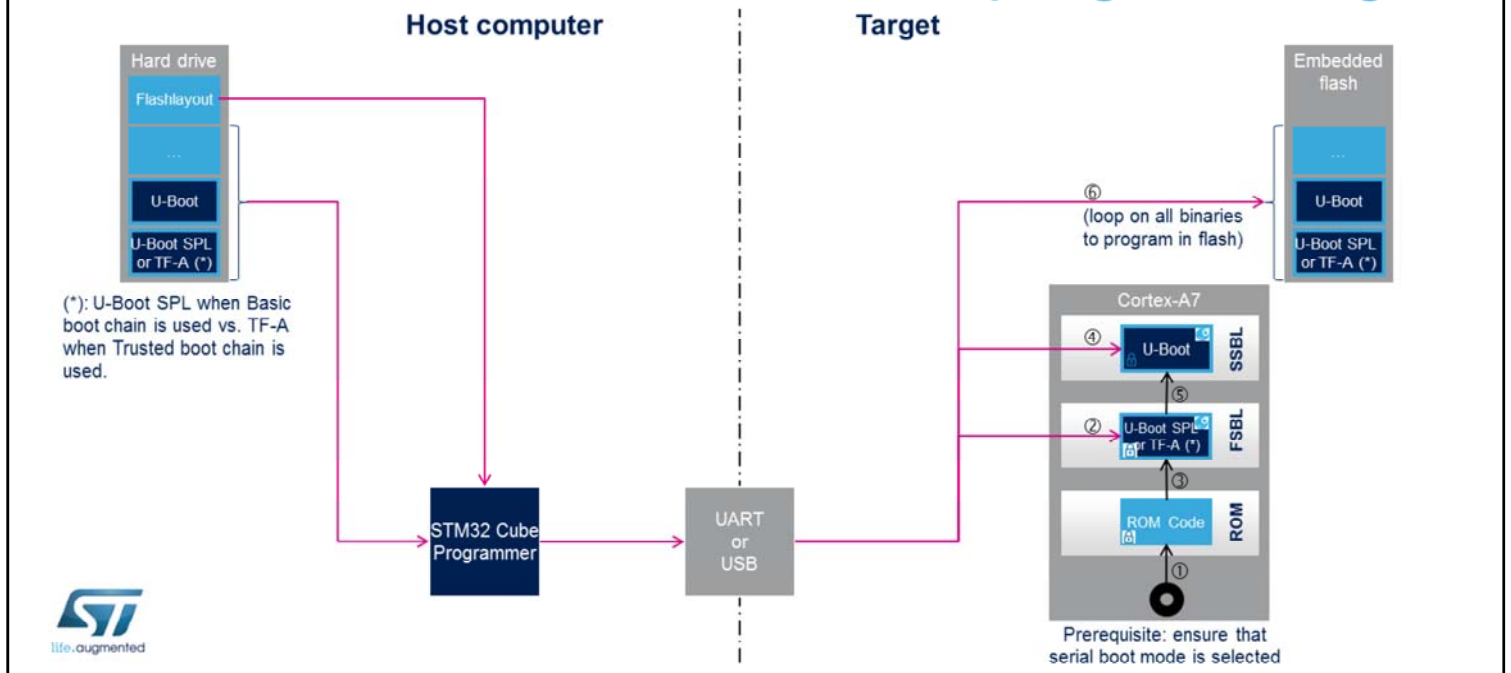 Host computer
Target
Hard drive
Flashlayout
...
U-Boot
U-Boot SPL
or TF-A (*)
(*): U-Boot SPL when Basic
boot chain is used vs. TF-A
when Trusted boot chain is
used.
STM32 Cube
Programmer
UART
or
USB
Embedded
flash
...
U-Boot
U-Boot SPL
or TF-A (*)
⑥
(loop on all binaries
to program in flash)
Cortex-A7
④
U-Boot
SSBL
⑤
②
U-Boot SPL
or TF-A (*)
FSBL
③
ROM Code
ROM
①
Prerequisite: ensure that
serial boot mode is selected
ST
life.augmented